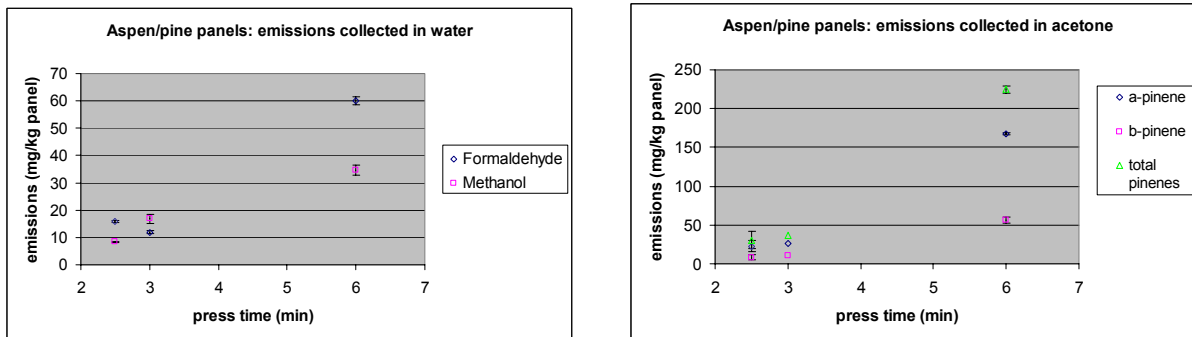 Aspen/pine panels: emissions collected in water
emissions (mg/kg panel)
70
60
50
40
30
20
10
0
2 3 4 5 6 7
press time (min)
Formaldehyde
Methanol
Aspen/pine panels: emissions collected in acetone
emissions (mg/kg panel)
250
200
150
100
50
0
2 3 4 5 6 7
press time (min)
a-pinene
b-pinene
total
pinenes